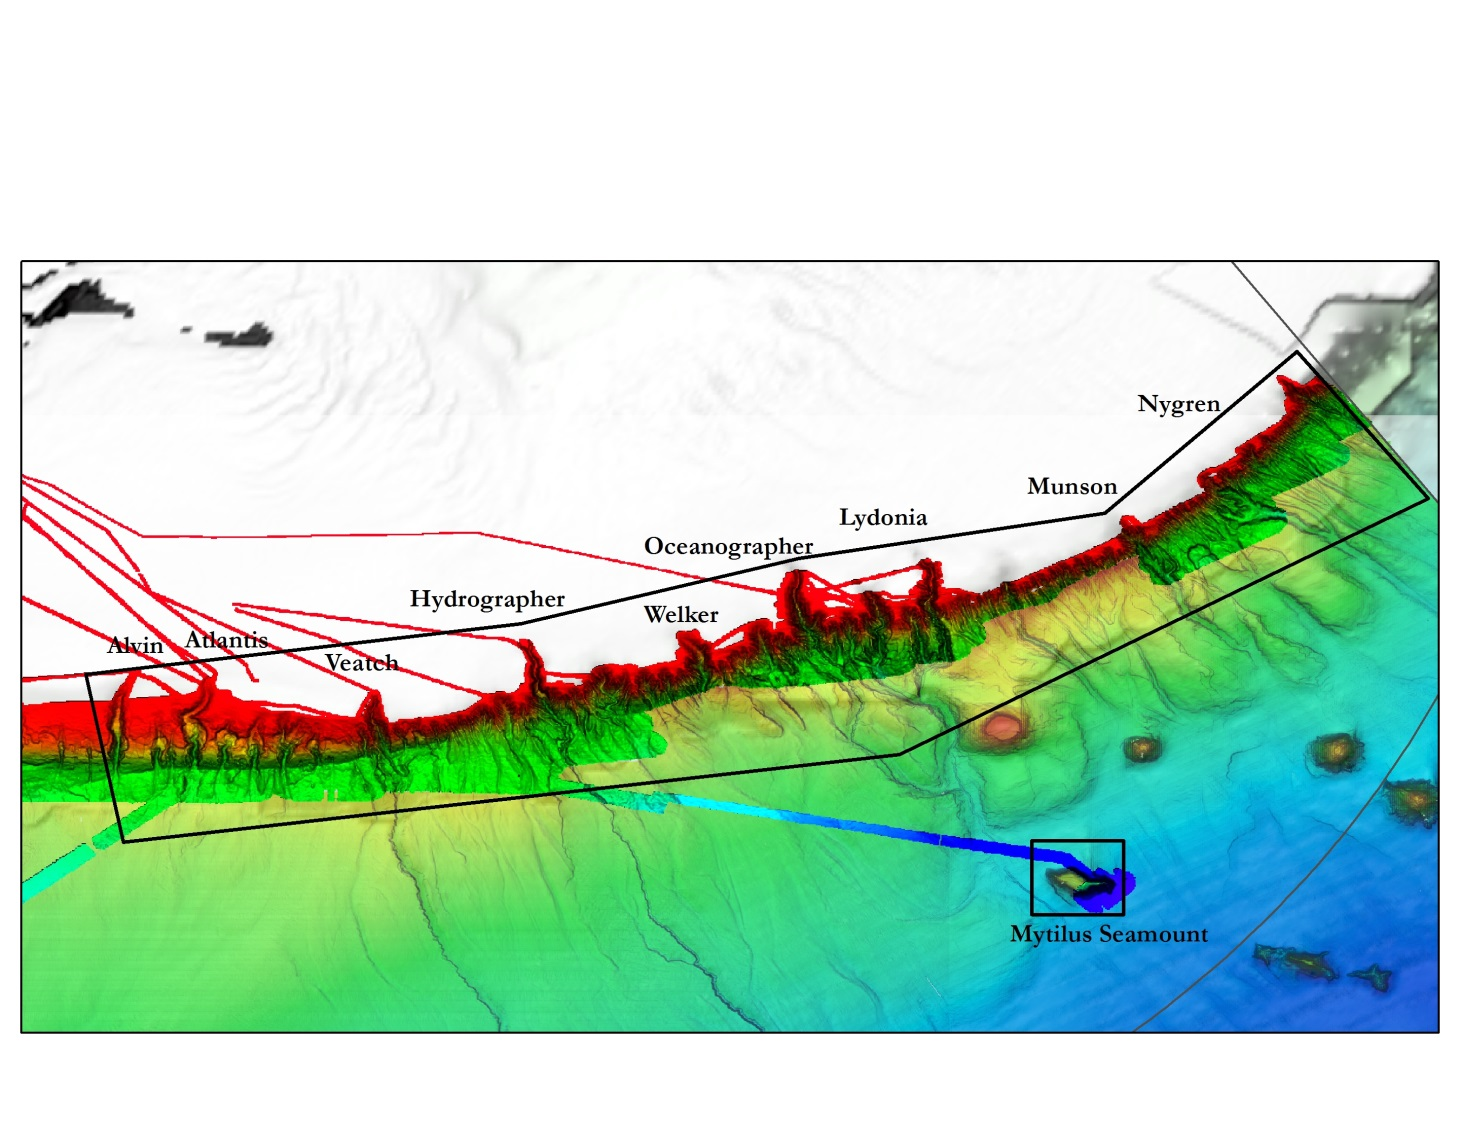 Nygren
Munson
Lydonia
Oceanographer
Hydrographer
Welker
Alvin
Atlantis
Veatch
Mytilus Seamount